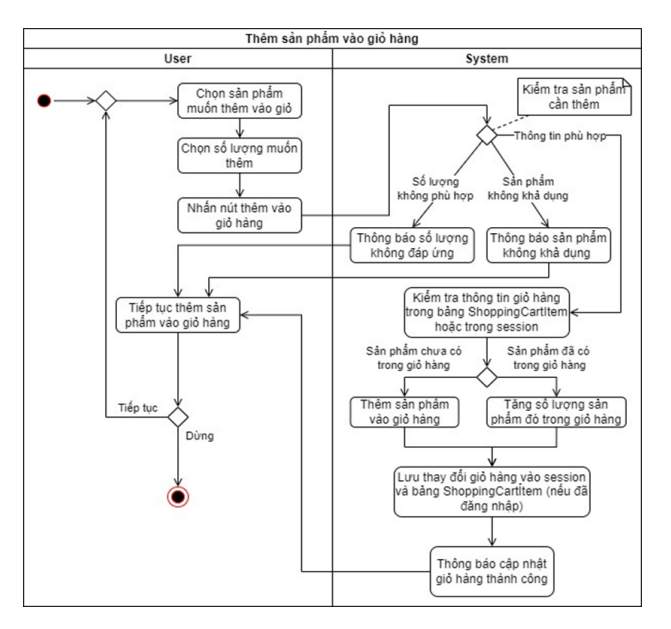 Thêm sản phẩm vào giỏ hàng
User
System
Chọn sản phẩm
muốn thêm vào giỏ
Chọn số lượng muốn
thêm
Nhấn nút thêm vào
giỏ hàng
Kiểm tra sản phẩm
cần thêm
Thông tin phù hợp
Số lượng
không phù hợp
Sản phẩm
không khả dụng
Thông báo số lượng
không đáp ứng
Thông báo sản phẩm
không khả dụng
Tiếp tục thêm sản
phẩm vào giỏ hàng
Kiểm tra thông tin giỏ hàng
trong bảng ShoppingCartItem
hoặc trong session
Sản phẩm chưa có
trong giỏ hàng
Sản phẩm đã có
trong giỏ hàng
Thêm sản phẩm
vào giỏ hàng
Tăng số lượng sản
phẩm đó trong giỏ hàng
Tiếp tục
Dừng
Lưu thay đổi giỏ hàng vào session
và bảng ShoppingCartItem (nếu đã
đăng nhập)
Thông báo cập nhật
giỏ hàng thành công